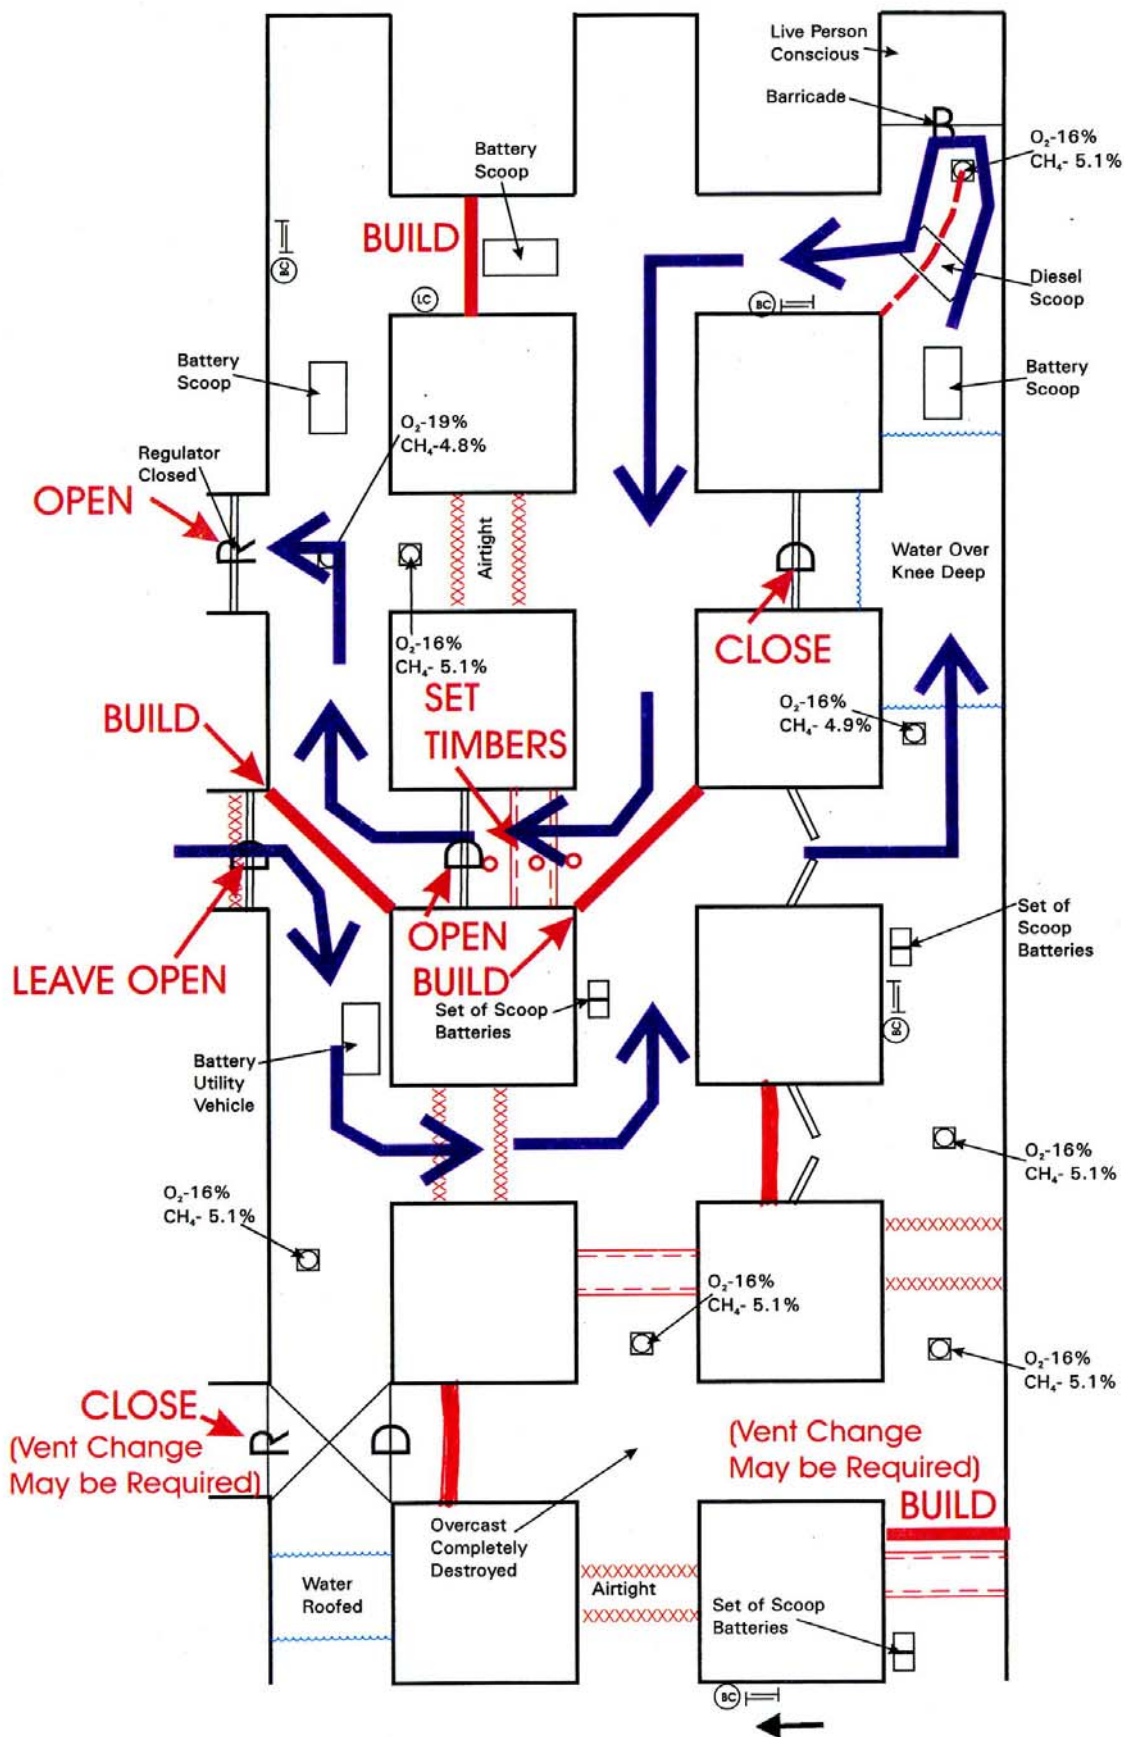 Live Person
Conscious
Barricade
B
O₂-16%
CH₄- 5.1%
Battery
Scoop
BUILD
BC
LC
BC
Diesel
Scoop
Battery
Scoop
Battery
Scoop
O₂-19%
CH₄-4.8%
Regulator
Closed
OPEN
R
Airtight
D
Water Over
Knee Deep
CLOSE
O₂-16%
CH₄- 5.1%
SET
TIMBERS
O₂-16%
CH₄- 4.9%
BUILD
D
D
LEAVE OPEN
OPEN
BUILD
Set of
Scoop
Batteries
Set of Scoop
Batteries
BC
Battery
Utility
Vehicle
O₂-16%
CH₄- 5.1%
O₂-16%
CH₄- 5.1%
O₂-16%
CH₄- 5.1%
O₂-16%
CH₄- 5.1%
CLOSE
R
D
(Vent Change
May be Required)
(Vent Change
May be Required)
BUILD
Overcast
Completely
Destroyed
Water
Roofed
Airtight
Set of Scoop
Batteries
BC